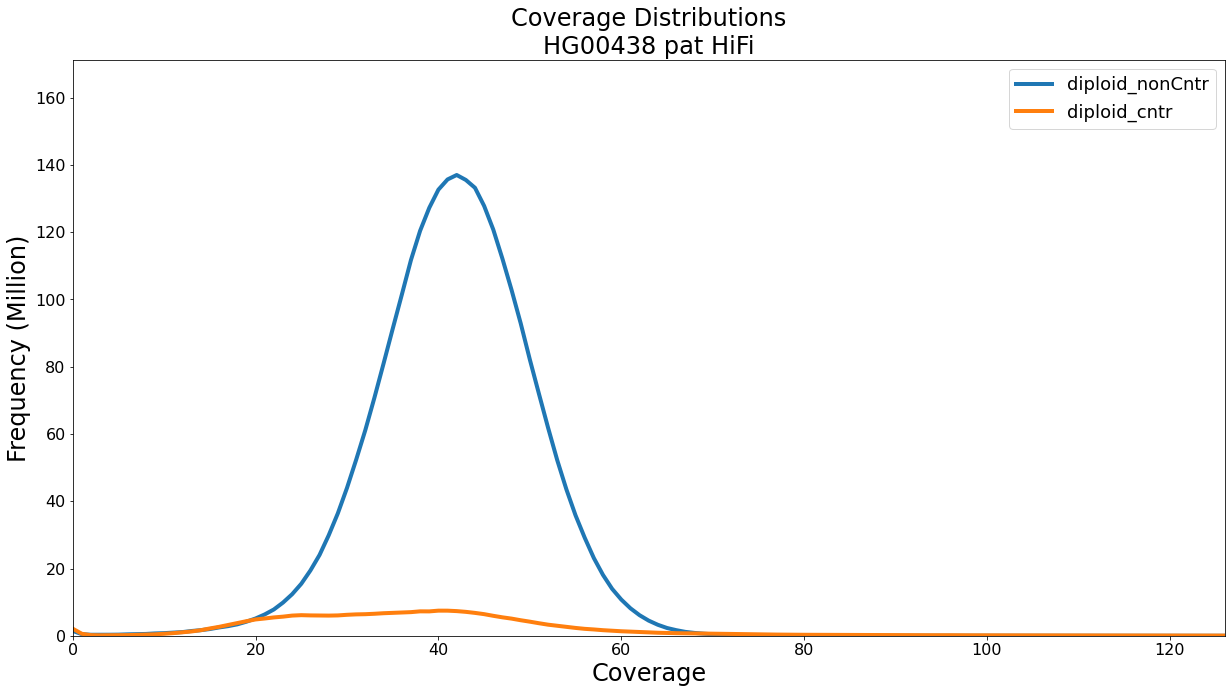 Coverage Distributions
HG00438 pat HiFi
diploid_nonCntr
diploid_cntr
Frequency (Million)
160
140
120
100
80
60
40
20
0
0 20 40 60 80 100 120
Coverage